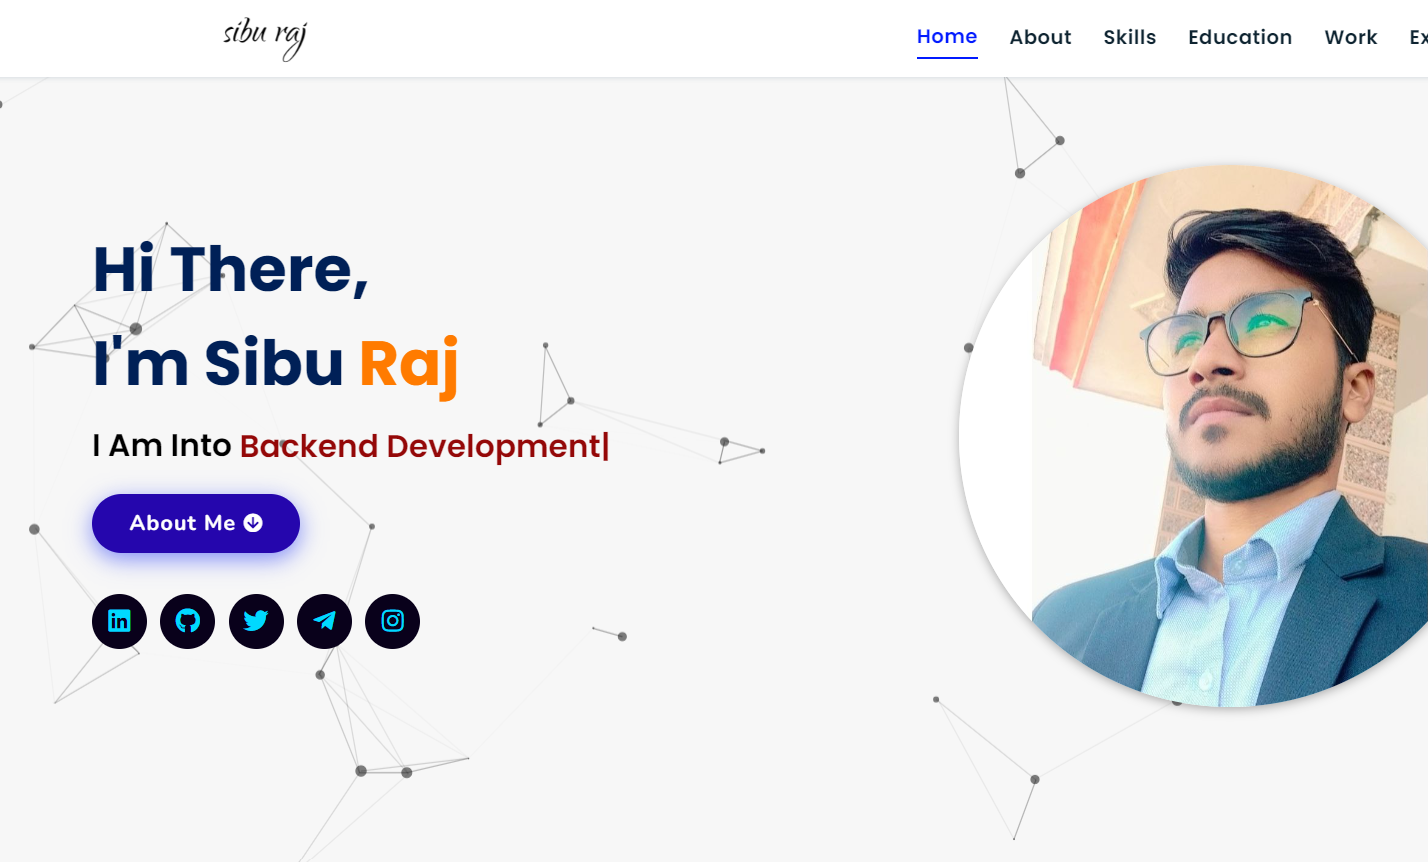 sibu raj
Home About Skills Education Work Ex
Hi There,
I'm Sibu Raj
I Am Into Backend Development|
About Me